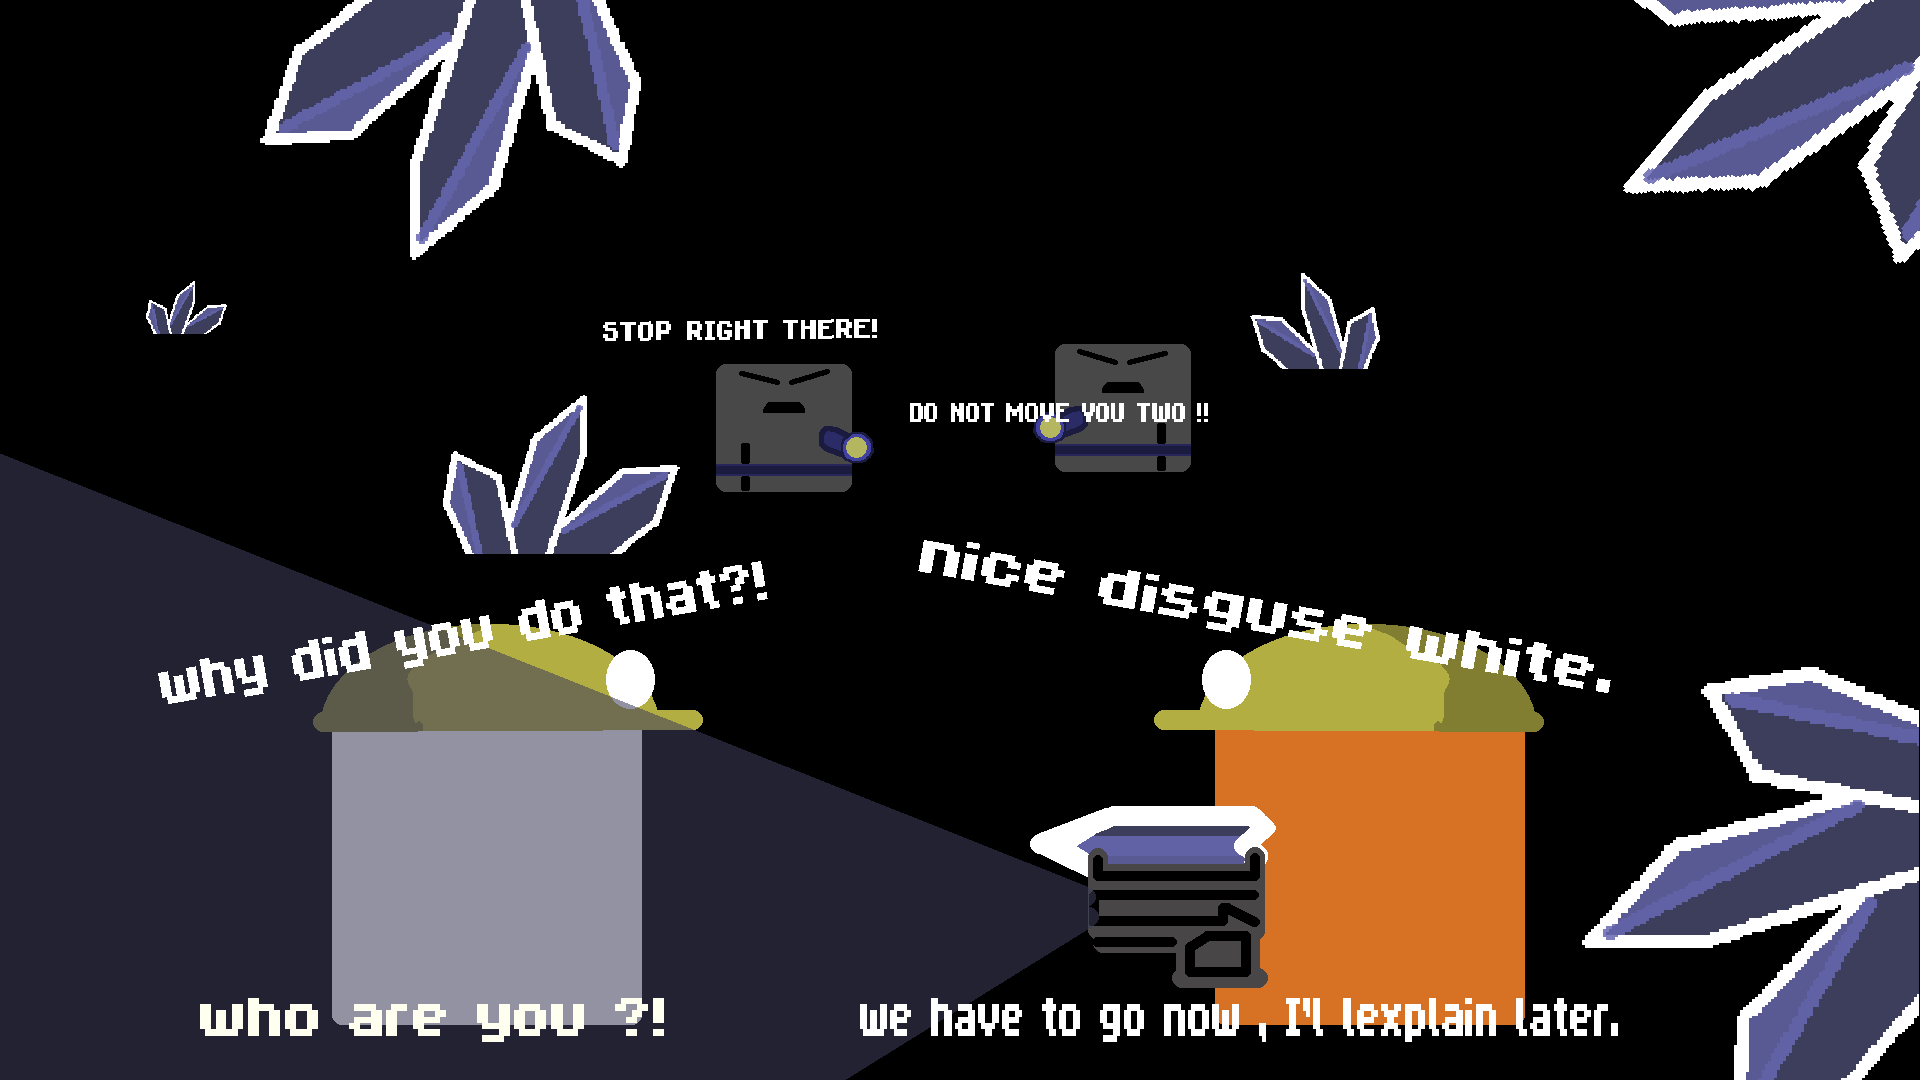 STOP RIGHT THERE!
DO NOT MOVE YOU TWO !!
why did you do that?!
nice disguse white.
who are you ?!
we have to go now , I'l lexplain later.